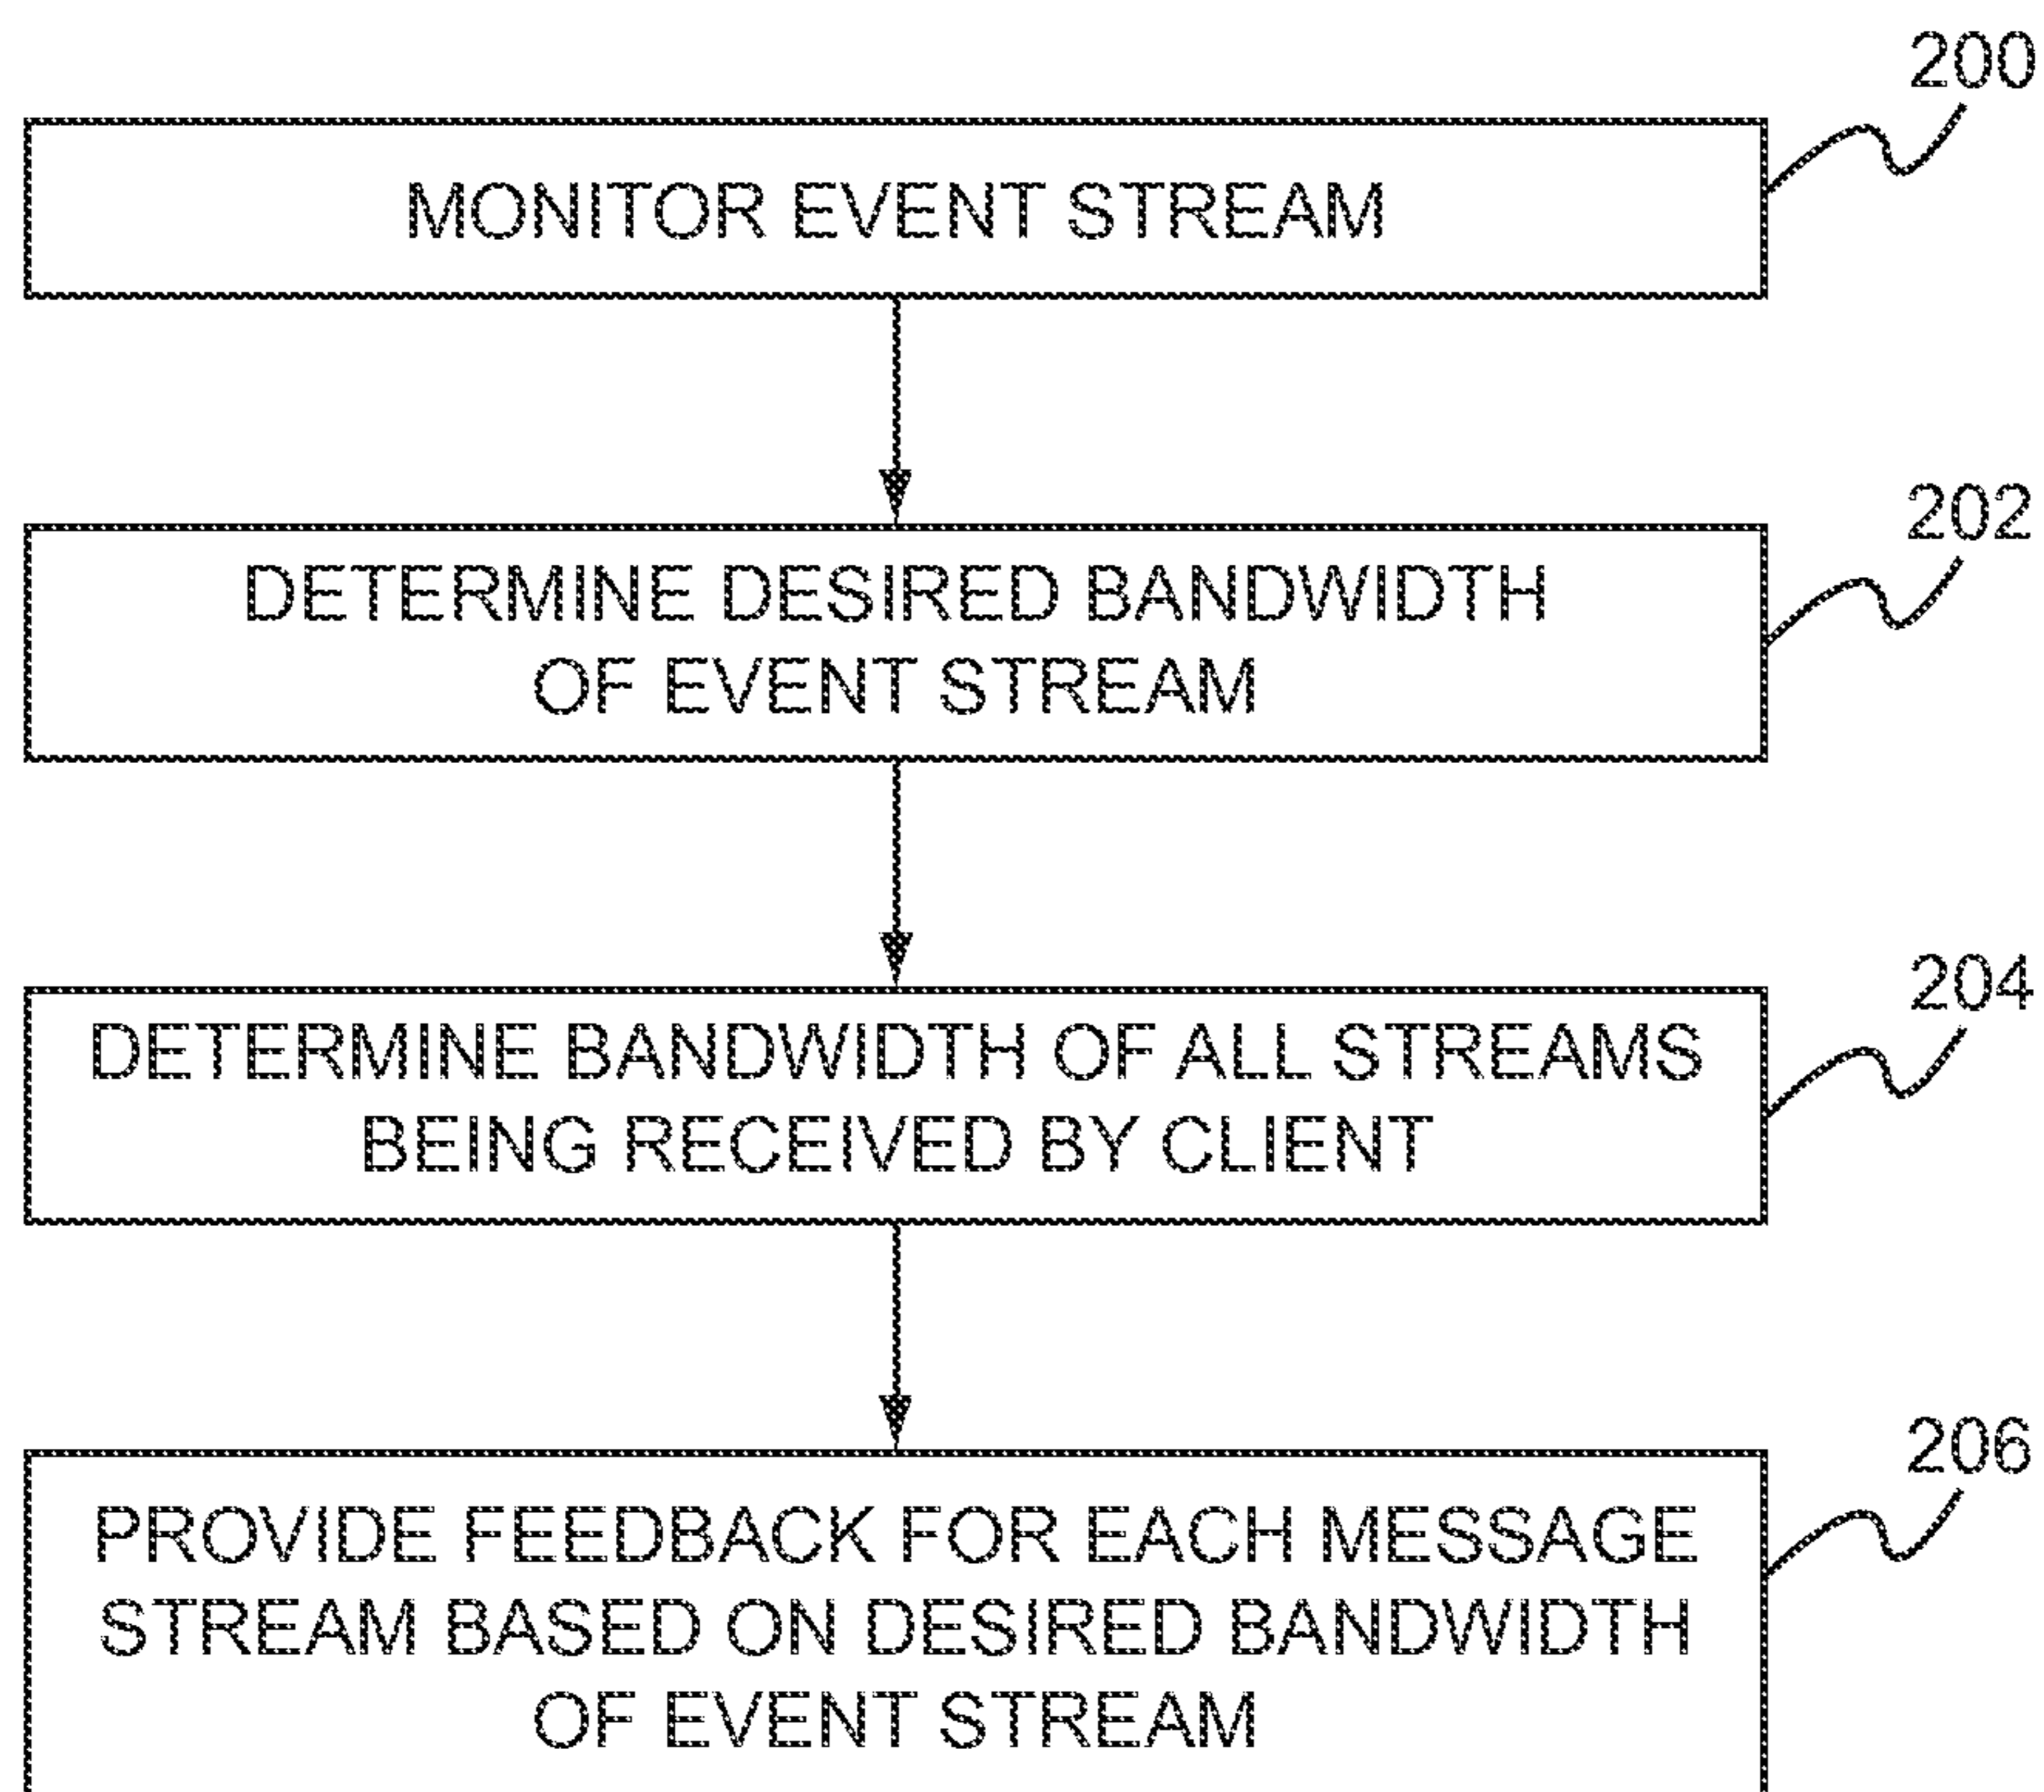 200
MONITOR EVENT STREAM
202
DETERMINE DESIRED BANDWIDTH
OF EVENT STREAM
204
DETERMINE BANDWIDTH OF ALL STREAMS
BEING RECEIVED BY CLIENT
206
PROVIDE FEEDBACK FOR EACH MESSAGE
STREAM BASED ON DESIRED BANDWIDTH
OF EVENT STREAM